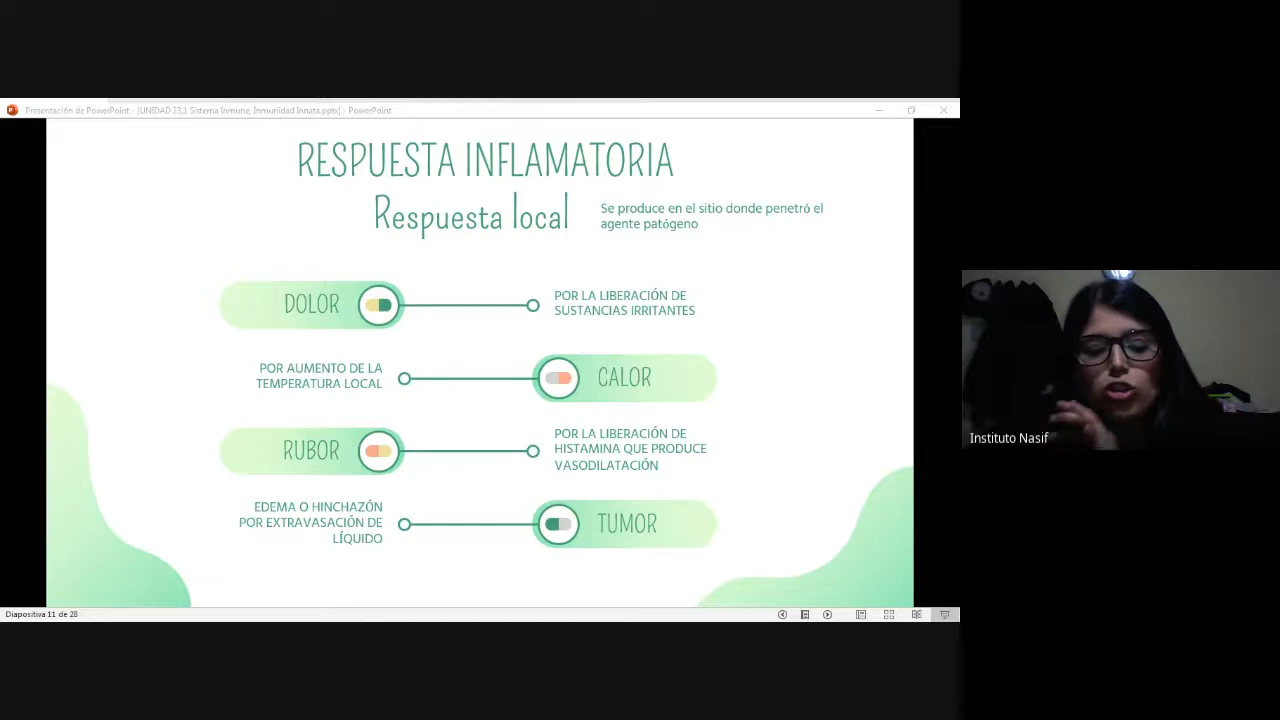 Presentación de PowerPoint - [UNIDAD 23.1 Sistema Inmune, Inmunidad Innata.pptx] - PowerPoint
RESPUESTA INFLAMATORIA
Respuesta local
Se produce en el sitio donde penetró el
agente patógeno
DOLOR
POR LA LIBERACIÓN DE
SUSTANCIAS IRRITANTES
POR AUMENTO DE LA
TEMPERATURA LOCAL
CALOR
RUBOR
POR LA LIBERACIÓN DE
HISTAMINA QUE PRODUCE
VASODILATACIÓN
EDEMA O HINCHAZÓN
POR EXTRAVASACIÓN DE
LÍQUIDO
TUMOR
Instituto Nasif
Diapositiva 11 de 28